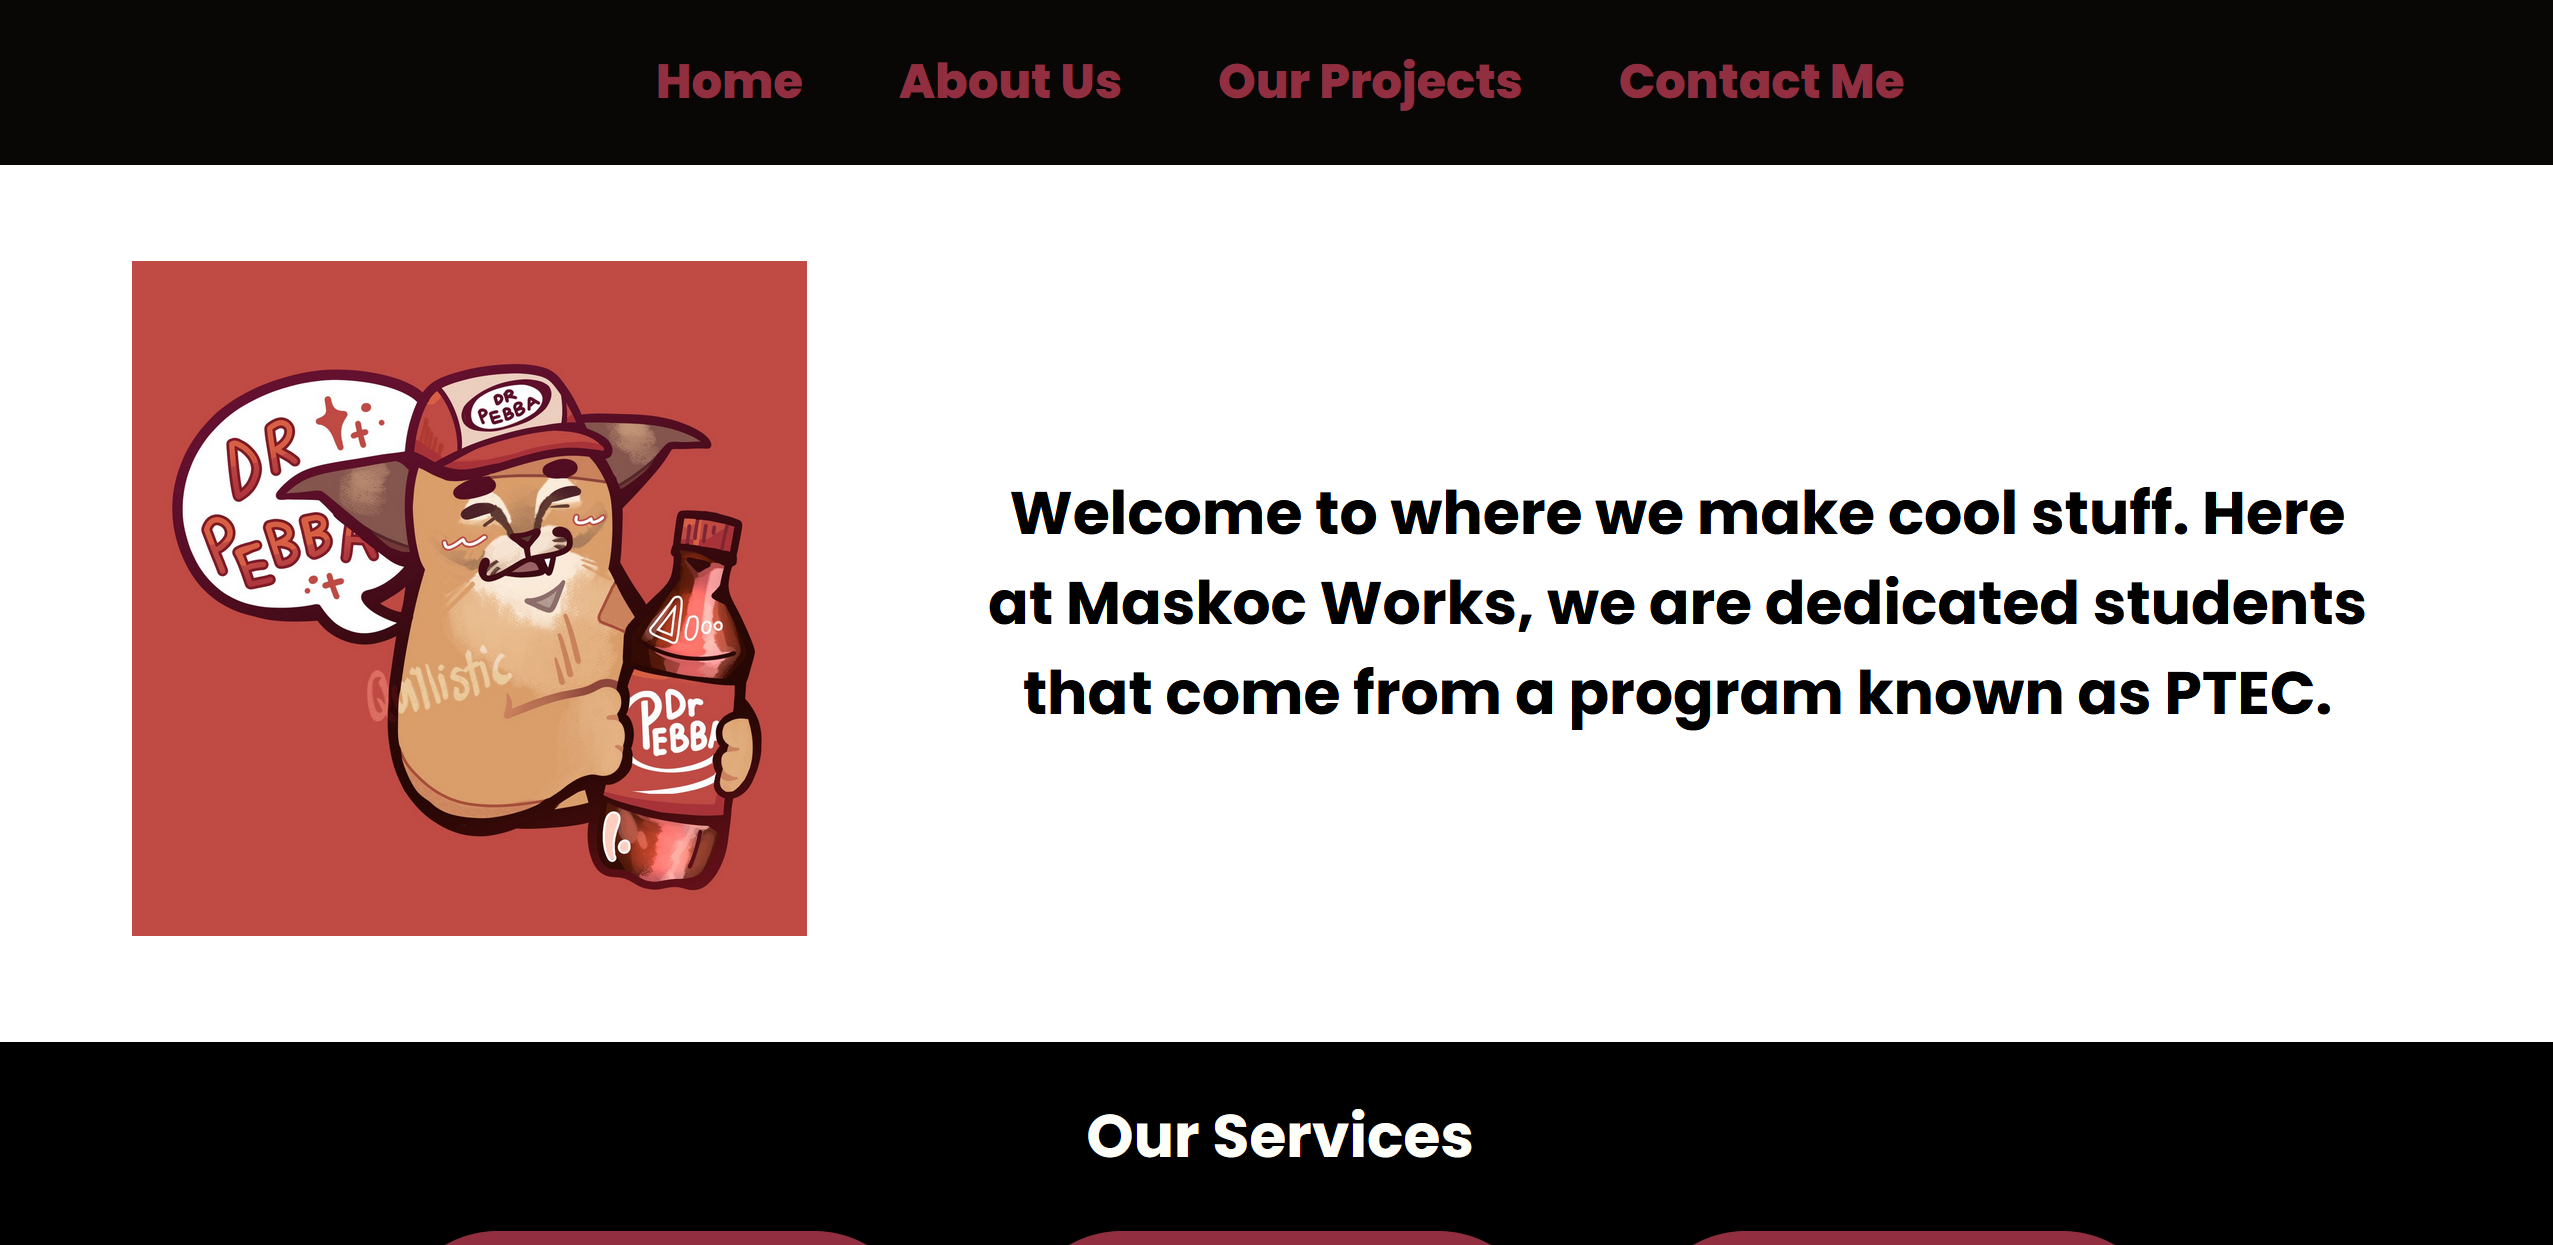 Home About Us Our Projects Contact Me
DR
PEBBA
DR
PEBBA
Quillistic
Dr
PEBBA
Welcome to where we make cool stuff. Here
at Maskoc Works, we are dedicated students
that come from a program known as PTEC.
Our Services